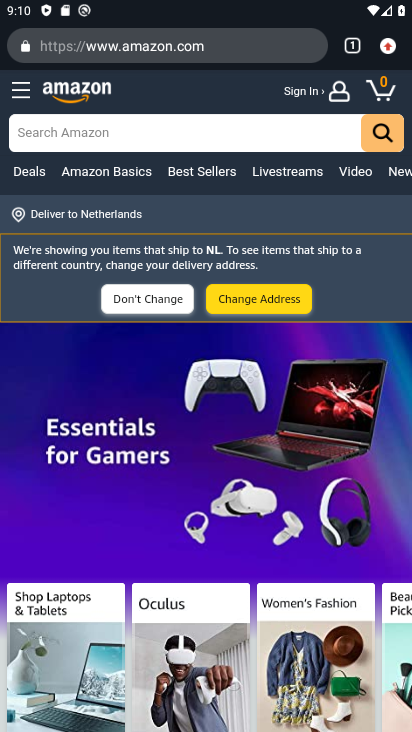 9:10
https://www.amazon.com
1
amazon
Sign In ›
0
Search Amazon
Deals
Amazon Basics
Best Sellers
Livestreams
Video
New
Deliver to Netherlands
We're showing you items that ship to NL. To see items that ship to a
different country, change your delivery address.
Don't Change
Change Address
Essentials
for Gamers
Shop Laptops
& Tablets
Oculus
Women's Fashion
Beau
Pick